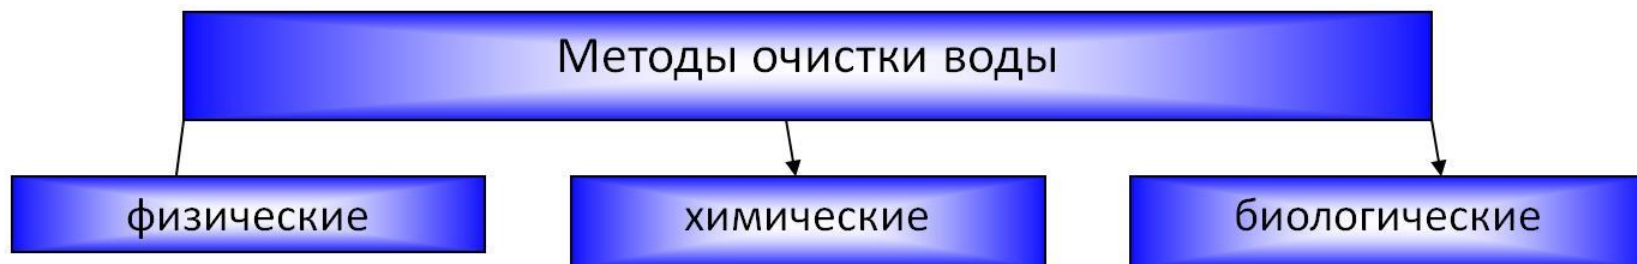 Методы очистки воды
физические
химические
биологические